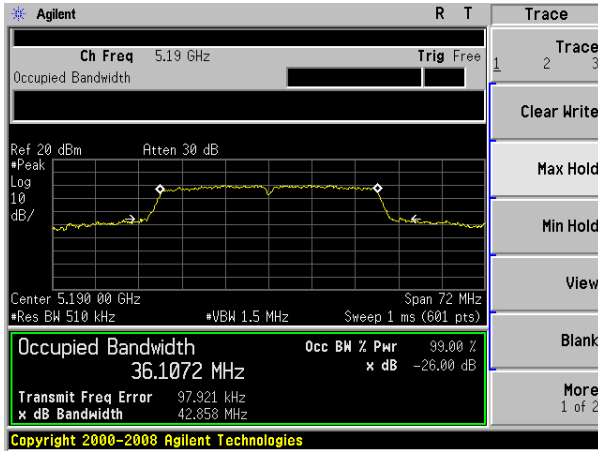 Agilent R T Trace
Ch Freq 5.19 GHz Trig Free
Occupied Bandwidth
Trace
1 2 3
Clear Write
Max Hold
Min Hold
View
Blank
More
1 of 2
Ref 20 dBm Atten 30 dB
#Peak
Log
10
dB/
Center 5.190 00 GHz Span 72 MHz
#Res BW 510 kHz #VBW 1.5 MHz Sweep 1 ms (601 pts)
Occupied Bandwidth Occ BW % Pwr 99.00 %
36.1072 MHz x dB -26.00 dB
Transmit Freq Error 97.921 kHz
x dB Bandwidth 42.858 MHz
Copyright 2000-2008 Agilent Technologies